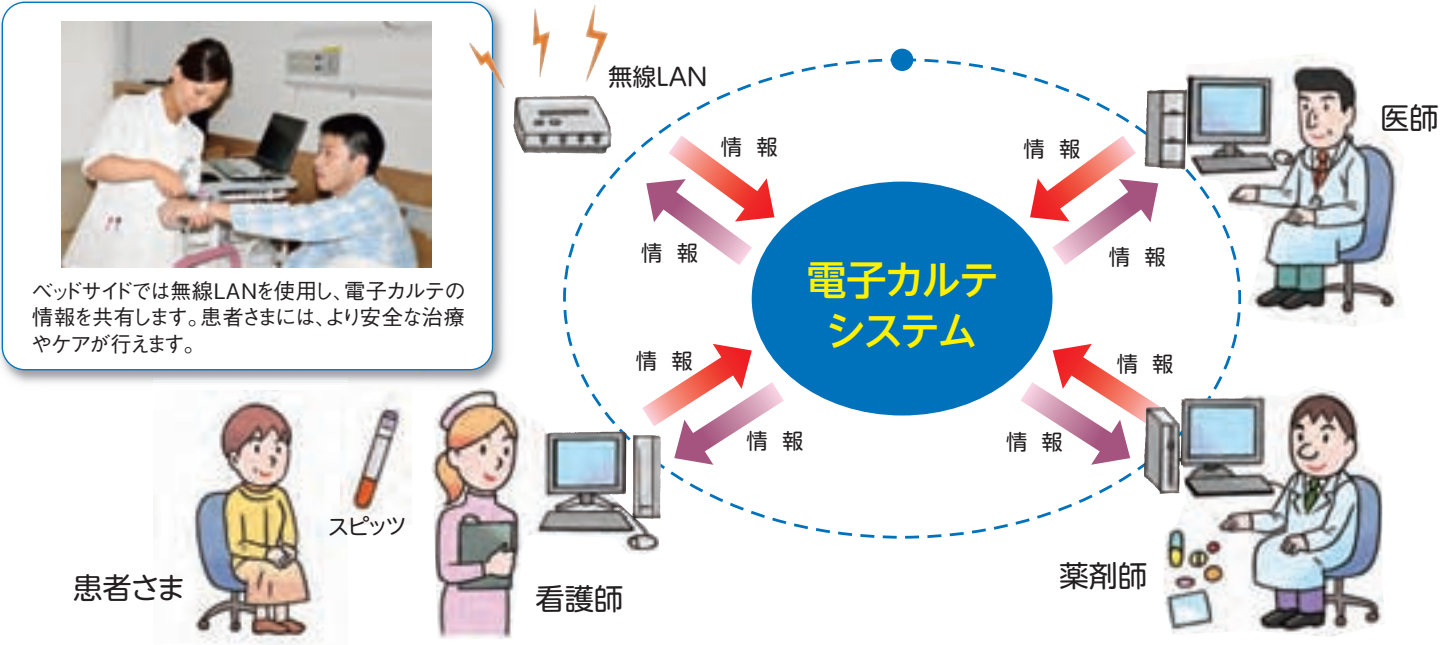 無線LAN
医師
情 報
情 報
情 報
情 報
電子カルテ
システム
ベッドサイドでは無線LANを使用し、電子カルテの
情報を共有します。患者さまには、より安全な治療
やケアが行えます。
情 報
情 報
情 報
情 報
スピッツ
患者さま
看護師
薬剤師